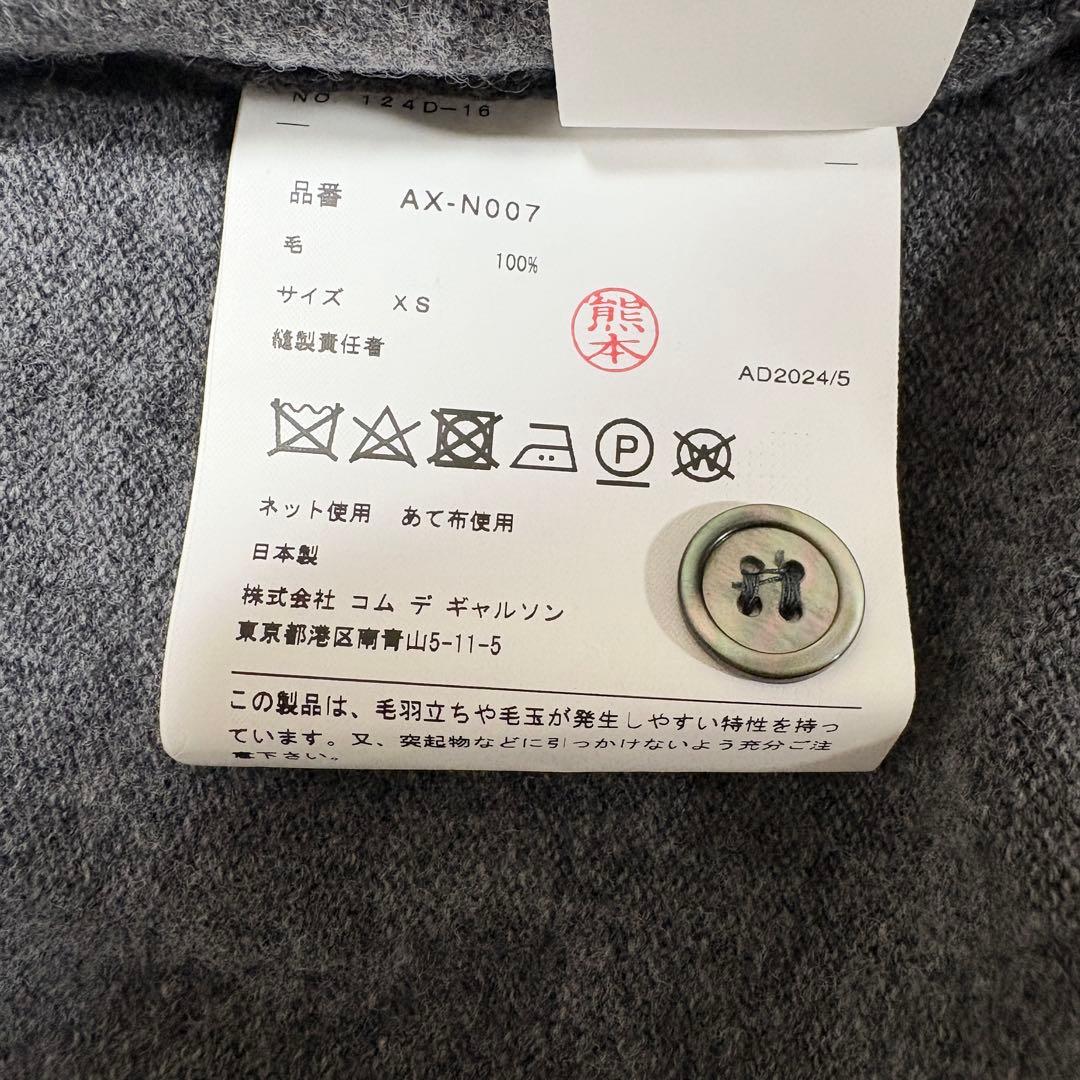 NO 124D-16
品番 AX-N007
毛 100%
サイズ XS
縫製責任者
熊本
AD2024/5
P
W
ネット使用 あて布使用
日本製
株式会社 コム デ ギャルソン
東京都港区南青山5-11-5
この製品は、毛羽立ちや毛玉が発生しやすい特性を持っ
ています。又、突起物などに引っかけないよう充分ご注
意下さい。